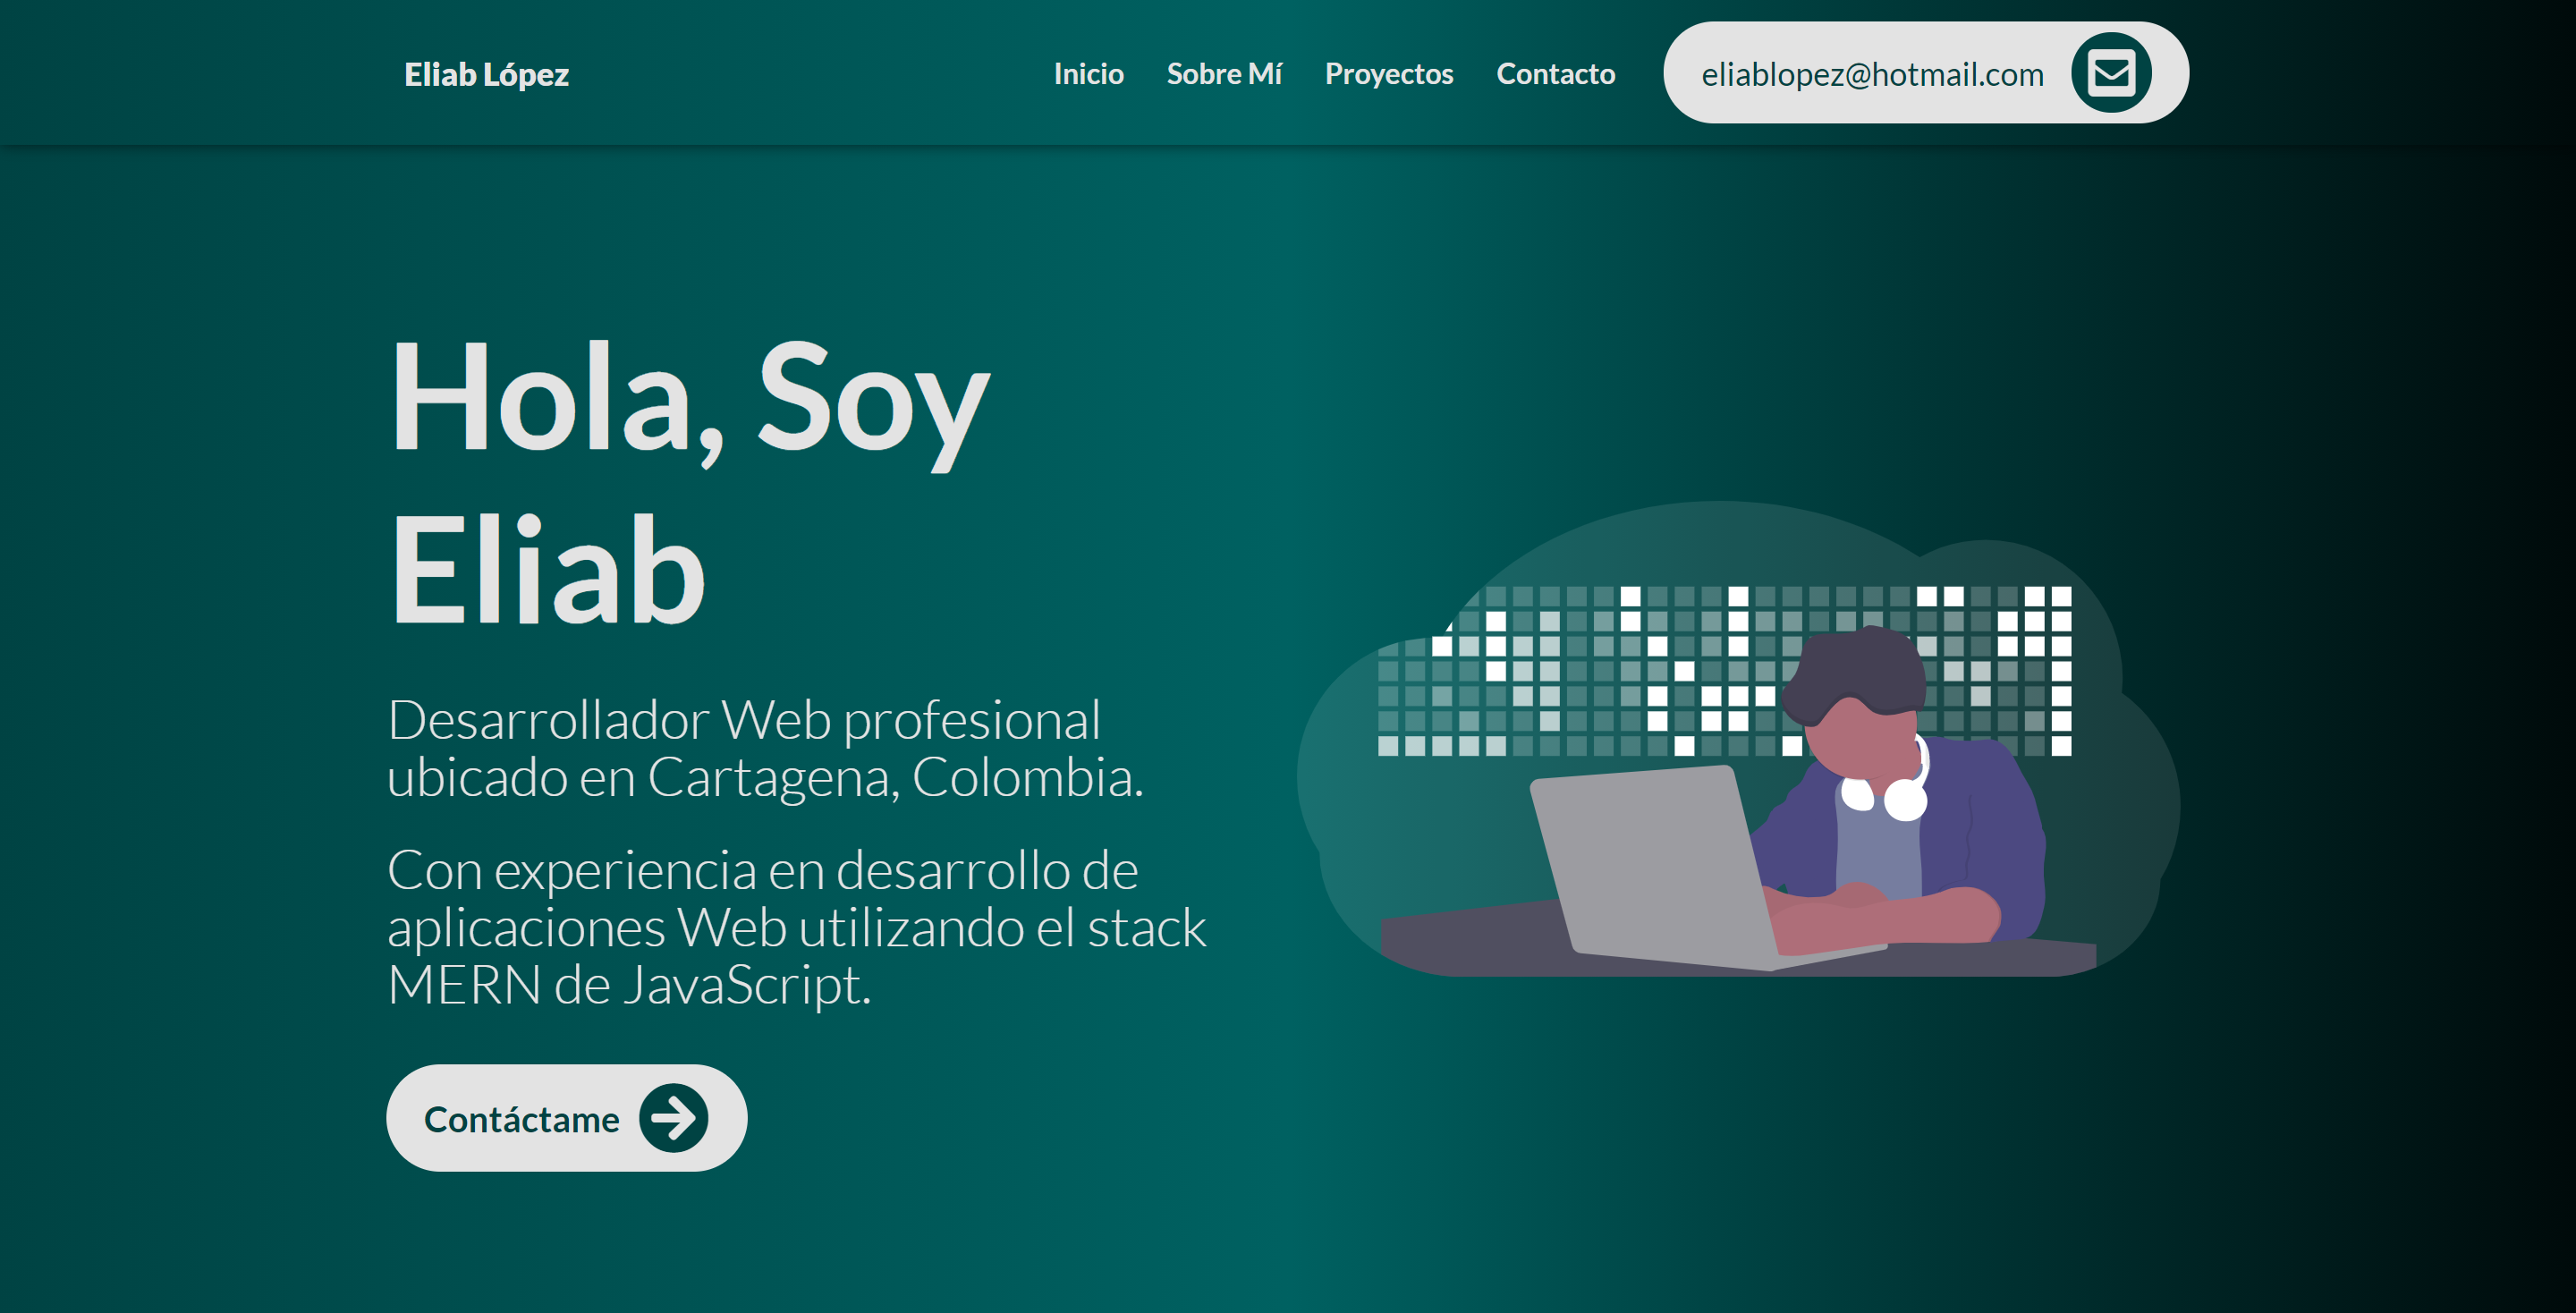 Eliab López
Inicio Sobre Mí Proyectos Contacto eliablopez@hotmail.com
Hola, Soy
Eliab
Desarrollador Web profesional
ubicado en Cartagena, Colombia.
Con experiencia en desarrollo de
aplicaciones Web utilizando el stack
MERN de JavaScript.
Contáctame